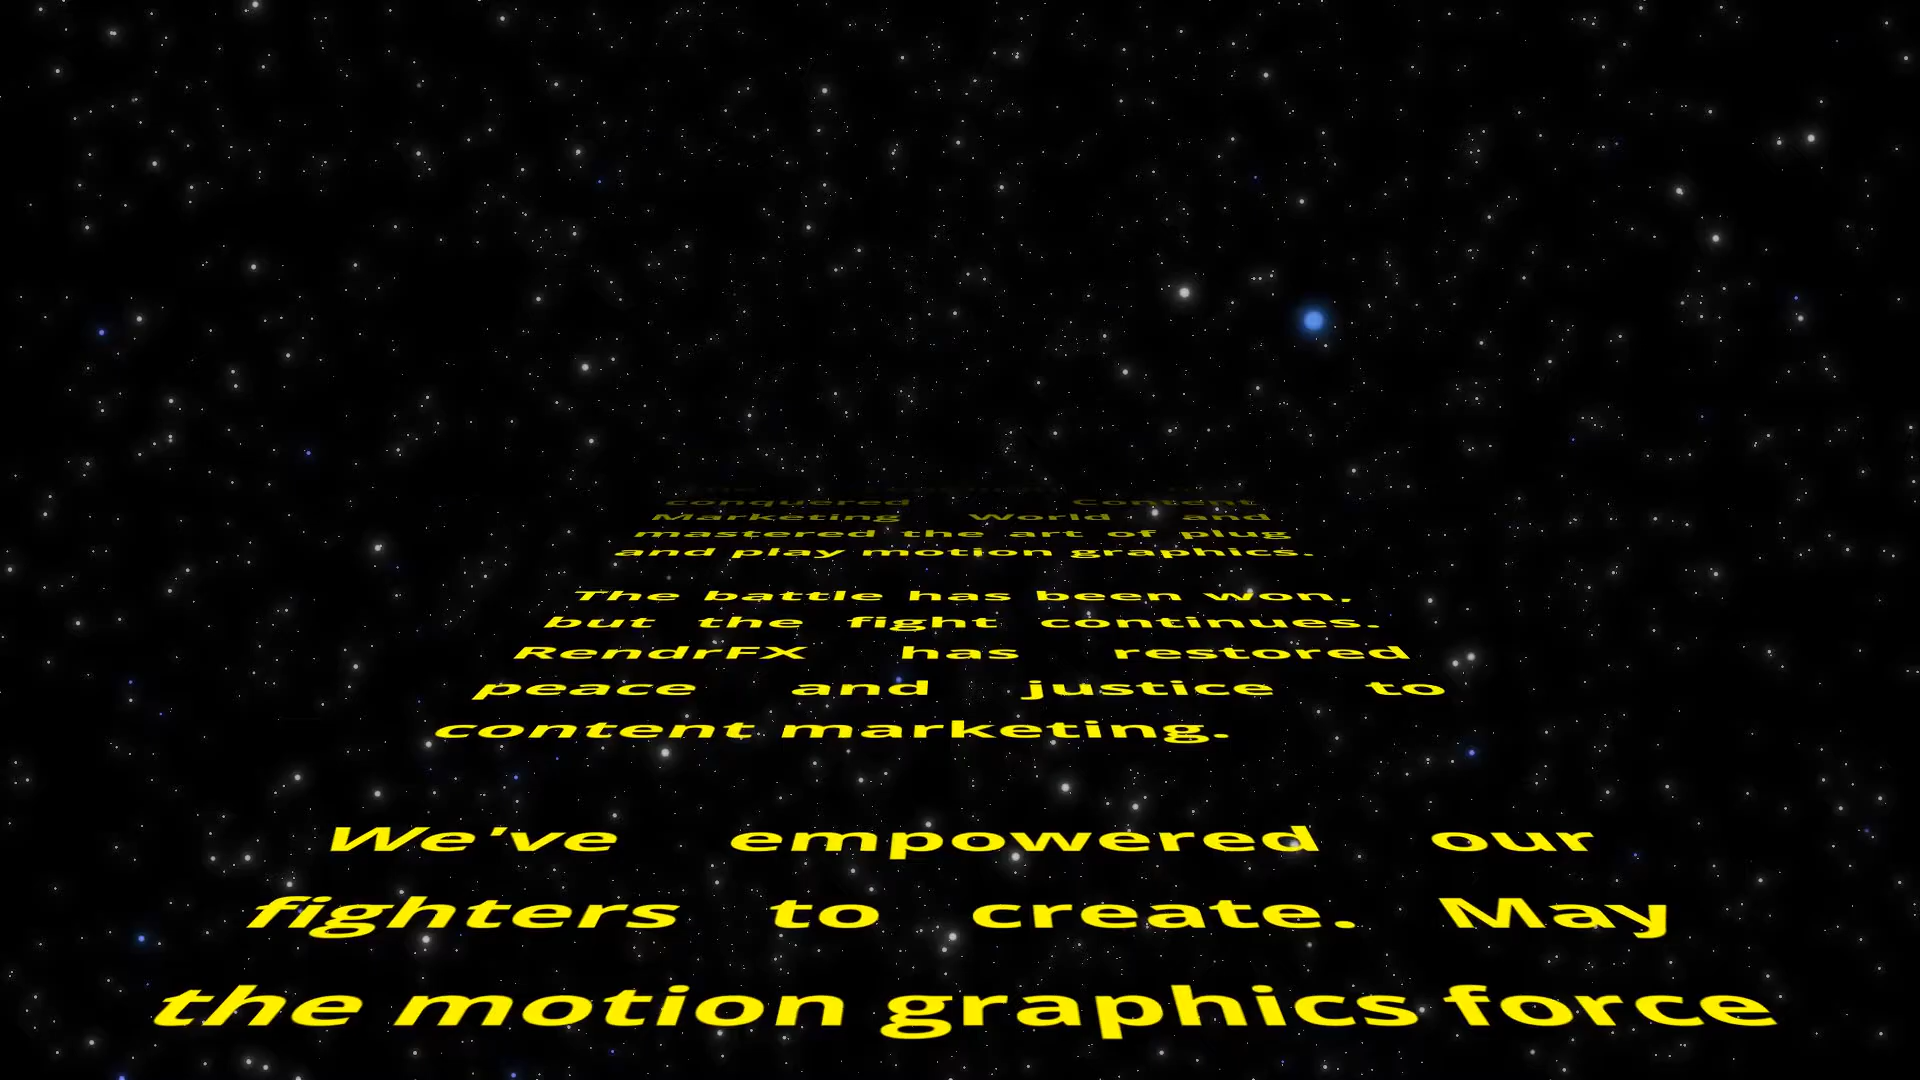 conquered Content
Marketing World and
mastered the art of plug
and play motion graphics.
The battle has been won,
but the fight continues.
RendrFX has restored
peace and justice to
content marketing.
We've empowered our
fighters to create. May
the motion graphics force